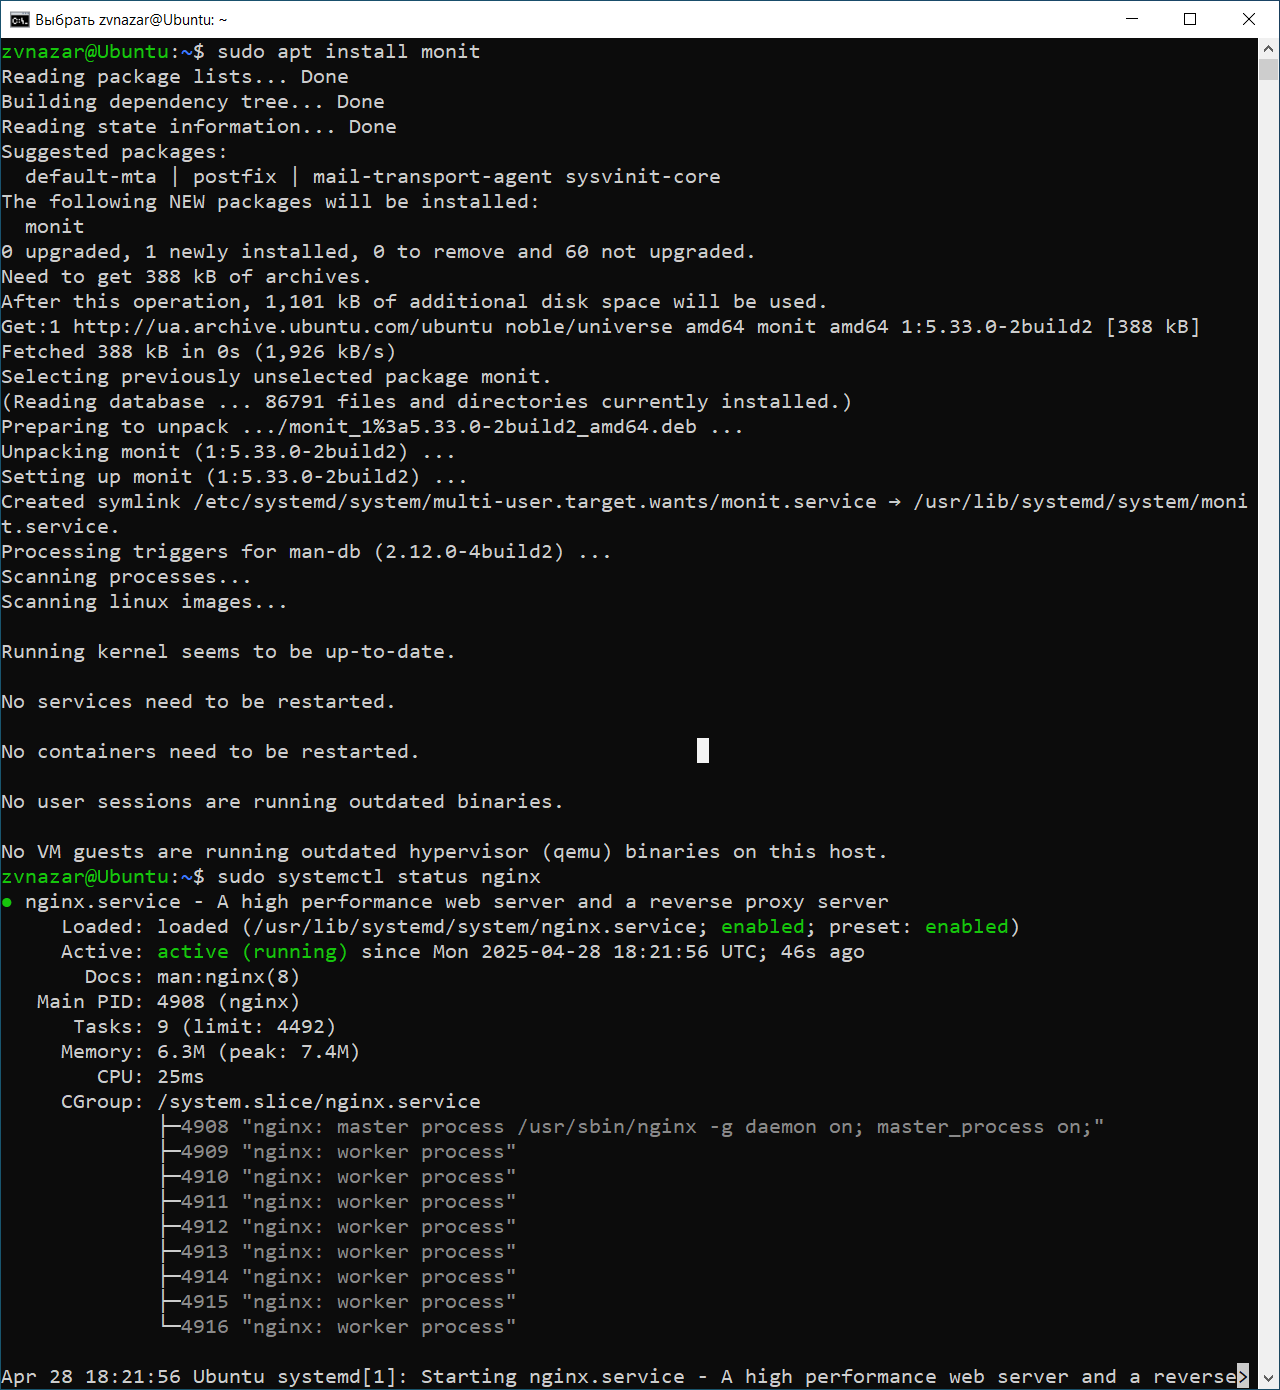 Выбрать zvnazar@Ubuntu: ~
zvnazar@Ubuntu:~$ sudo apt install monit
Reading package lists... Done
Building dependency tree... Done
Reading state information... Done
Suggested packages:
  default-mta | postfix | mail-transport-agent sysvinit-core
The following NEW packages will be installed:
  monit
0 upgraded, 1 newly installed, 0 to remove and 60 not upgraded.
Need to get 388 kB of archives.
After this operation, 1,101 kB of additional disk space will be used.
Get:1 http://ua.archive.ubuntu.com/ubuntu noble/universe amd64 monit amd64 1:5.33.0-2build2 [388 kB]
Fetched 388 kB in 0s (1,926 kB/s)
Selecting previously unselected package monit.
(Reading database ... 86791 files and directories currently installed.)
Preparing to unpack .../monit_1%3a5.33.0-2build2_amd64.deb ...
Unpacking monit (1:5.33.0-2build2) ...
Setting up monit (1:5.33.0-2build2) ...
Created symlink /etc/systemd/system/multi-user.target.wants/monit.service → /usr/lib/systemd/system/moni
t.service.
Processing triggers for man-db (2.12.0-4build2) ...
Scanning processes...
Scanning linux images...
Running kernel seems to be up-to-date.
No services need to be restarted.
No containers need to be restarted.
No user sessions are running outdated binaries.
No VM guests are running outdated hypervisor (qemu) binaries on this host.
zvnazar@Ubuntu:~$ sudo systemctl status nginx
● nginx.service - A high performance web server and a reverse proxy server
     Loaded: loaded (/usr/lib/systemd/system/nginx.service; enabled; preset: enabled)
     Active: active (running) since Mon 2025-04-28 18:21:56 UTC; 46s ago
       Docs: man:nginx(8)
   Main PID: 4908 (nginx)
      Tasks: 9 (limit: 4492)
     Memory: 6.3M (peak: 7.4M)
        CPU: 25ms
     CGroup: /system.slice/nginx.service
             ├─4908 "nginx: master process /usr/sbin/nginx -g daemon on; master_process on;"
             ├─4909 "nginx: worker process"
             ├─4910 "nginx: worker process"
             ├─4911 "nginx: worker process"
             ├─4912 "nginx: worker process"
             ├─4913 "nginx: worker process"
             ├─4914 "nginx: worker process"
             ├─4915 "nginx: worker process"
             └─4916 "nginx: worker process"
Apr 28 18:21:56 Ubuntu systemd[1]: Starting nginx.service - A high performance web server and a reverse>